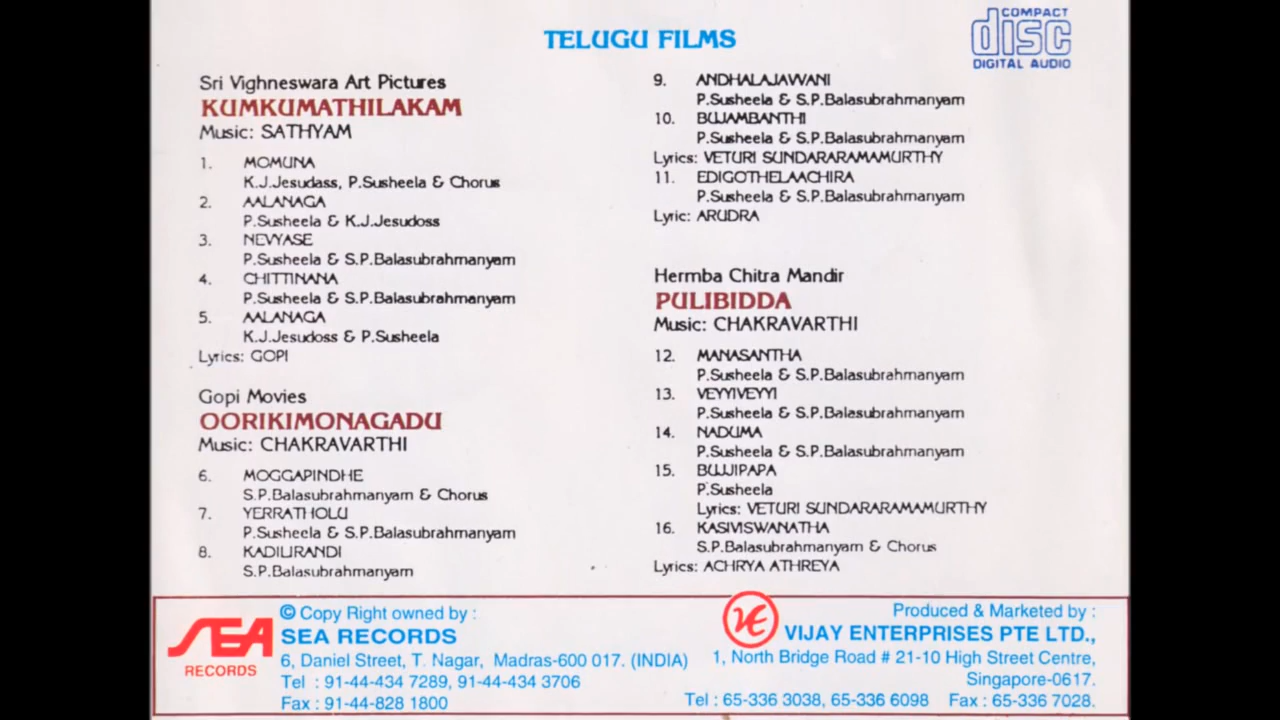 TELUGU FILMS
COMPACT
disc
DIGITAL AUDIO
Sri Vighneswara Art Pictures
KUMKUMATHILAKAM
Music: SATHYAM
1. MOMUNA
K.J.Jesudass, P.Susheela & Chorus
2. AALANAGA
P.Susheela & K.J.Jesudoss
3. NEVYASE
P.Susheela & S.P.Balasubrahmanyam
4. CHITTINANA
P.Susheela & S.P.Balasubrahmanyam
5. AALANAGA
K.J.Jesudoss & P.Susheela
Lyrics: GOPI
Gopi Movies
OORIKIMONAGADU
Music: CHAKRAVARTHI
6. MOGGAPINDHE
S.P.Balasubrahmanyam & Chorus
7. YERRATHOLU
P.Susheela & S.P.Balasubrahmanyam
8. KADILIRANDI
S.P.Balasubrahmanyam
9. ANDHALAJAVVANI
P.Susheela & S.P.Balasubrahmanyam
10. BUJAMBANTHI
P.Susheela & S.P.Balasubrahmanyam
Lyrics: VETURI SUNDARARAMAMURTHY
11. EDIGOTHELAACHIRA
P.Susheela & S.P.Balasubrahmanyam
Lyric: ARUDRA
Hermba Chitra Mandir
PULIBIDDA
Music: CHAKRAVARTHI
12. MANASANTHA
P.Susheela & S.P.Balasubrahmanyam
13. VEYYIVEYYI
P.Susheela & S.P.Balasubrahmanyam
14. NADUMA
P.Susheela & S.P.Balasubrahmanyam
15. BUJJIPAPA
P.Susheela
Lyrics: VETURI SUNDARARAMAMURTHY
16. KASIVISWANATHA
S.P.Balasubrahmanyam & Chorus
Lyrics: ACHRYA ATHREYA
SEA
RECORDS
© Copy Right owned by :
SEA RECORDS
6, Daniel Street, T. Nagar, Madras-600 017. (INDIA)
Tel : 91-44-434 7289, 91-44-434 3706
Fax : 91-44-828 1800
VE
Produced & Marketed by :
VIJAY ENTERPRISES PTE LTD.,
1, North Bridge Road # 21-10 High Street Centre,
Singapore-0617.
Tel : 65-336 3038, 65-336 6098 Fax : 65-336 7028.